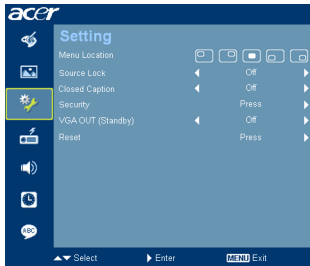 acer
Setting
Menu Location
Source Lock Off
Closed Caption Off
Security Press
VGA OUT (Standby) Off
Reset Press
ABC
Select Enter MENU Exit